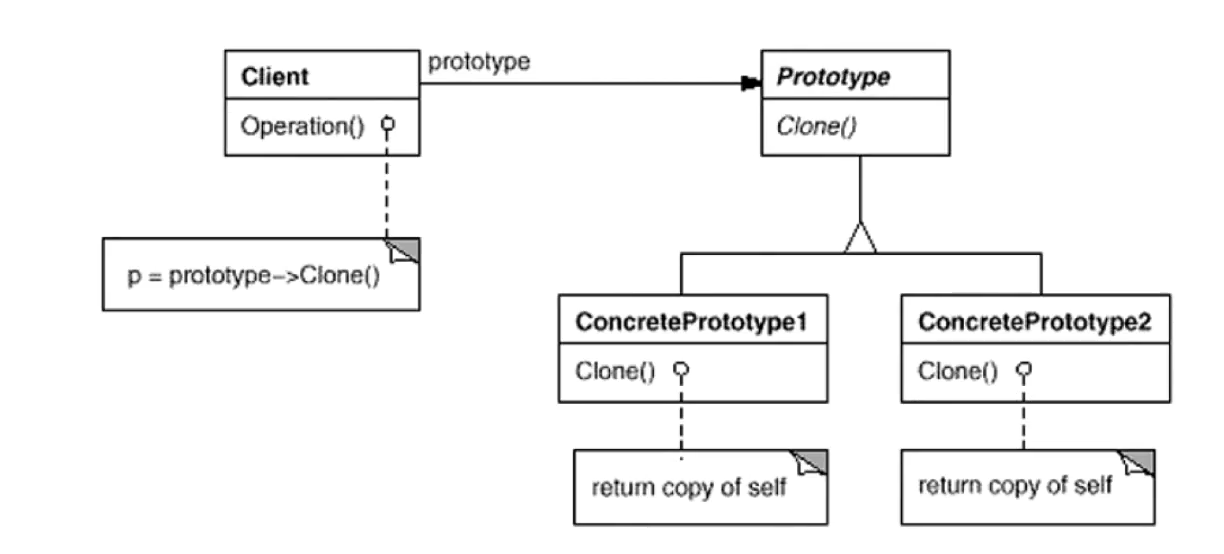 prototype
Client
Prototype
Operation()
Clone()
p = prototype->Clone()
ConcretePrototype1
ConcretePrototype2
Clone()
Clone()
return copy of self
return copy of self